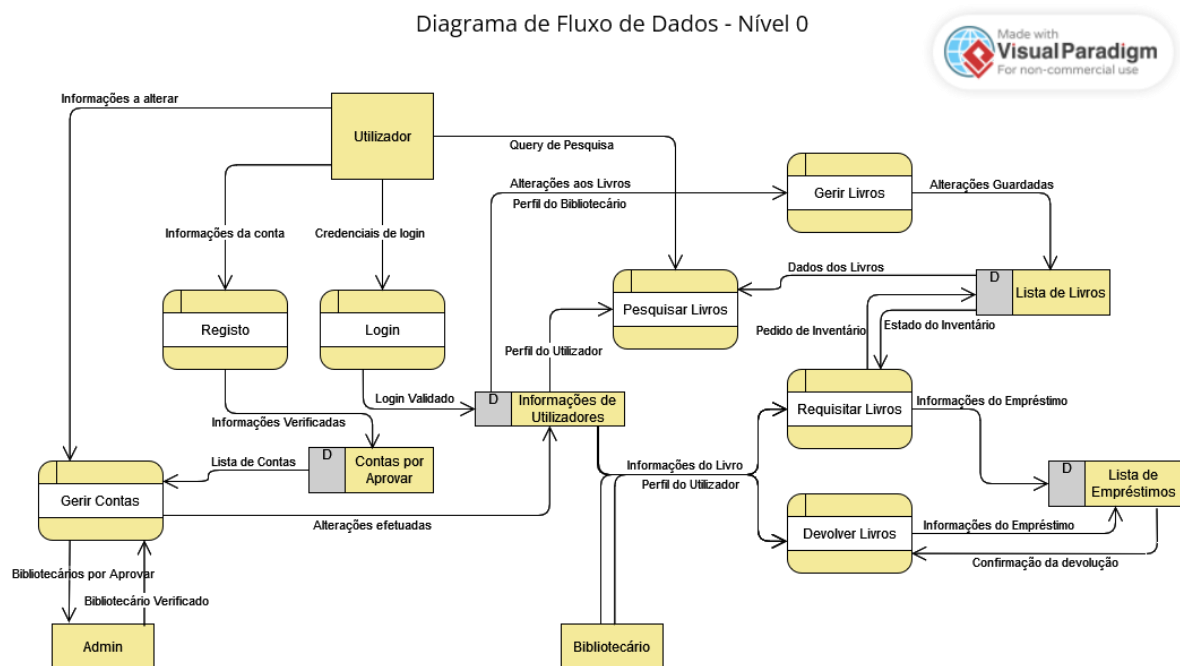 Diagrama de Fluxo de Dados - Nível 0
Made with
Visual Paradigm
For non-commercial use
Informações a alterar
Utilizador
Query de Pesquisa
Alterações aos Livros
Perfil do Bibliotecário
Gerir Livros
Alterações Guardadas
Informações da conta
Credenciais de login
Dados dos Livros
D
Lista de Livros
Registo
Login
Pesquisar Livros
Pedido de Inventário
Estado do Inventário
Perfil do Utilizador
Login Validado
D
Informações de
Utilizadores
Requisitar Livros
Informações do Empréstimo
Informações Verificadas
Lista de Contas
D
Contas por
Aprovar
Informações do Livro
Perfil do Utilizador
D
Lista de
Empréstimos
Gerir Contas
Alterações efetuadas
Devolver Livros
Informações do Empréstimo
Confirmação da devolução
Bibliotecários por Aprovar
Bibliotecário Verificado
Admin
Bibliotecário